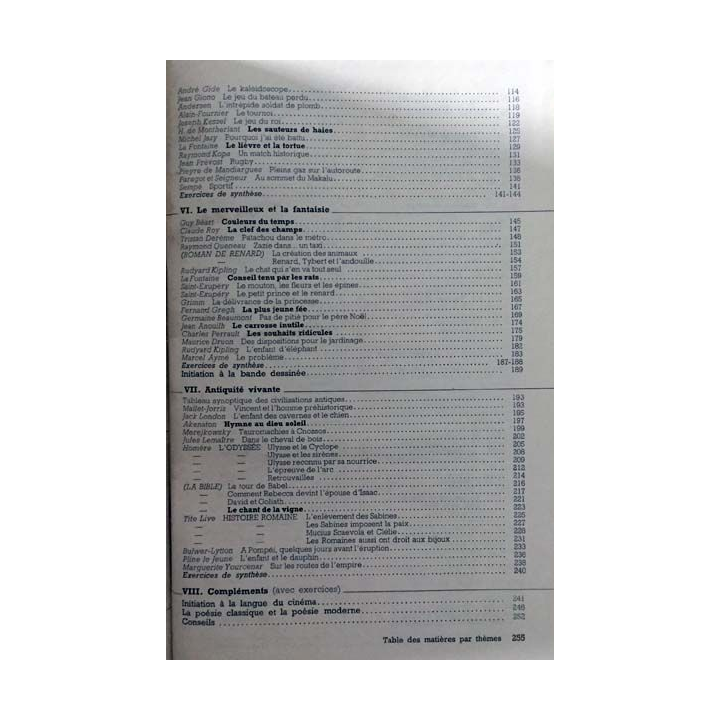 André Gide Le kaleidoscope 114
Jean Giono Le jeu du bateau perdu 116
Andersen L'intrépide soldat de plomb 118
Alain-Fournier Le tournoi 119
Joseph Kessel Le jeu du roi 122
H. de Montherlant Les sauteurs de haies 125
Michel Jazy Pourquoi j'ai été battu 127
La Fontaine Le lièvre et la tortue 129
Raymond Kopa Un match historique 131
Jean Prévost Rugby 133
Pieyre de Mandiargues Pleins gaz sur l'autoroute 136
Paragot et Seigneur Au sommet du Makalu 138
Sempé Sportif 141
Exercices de synthèse 141-144
VI. Le merveilleux et la fantaisie
Guy Béart Couleurs du temps 145
Claude Roy La clef des champs 147
Tristan Derème Patachou dans le métro 148
Raymond Queneau Zazie dans... un taxi 151
(ROMAN DE RENARD) La création des animaux 153
— Renard, Tybert et l'andouille 154
Rudyard Kipling Le chat qui s'en va tout seul 157
La Fontaine Conseil tenu par les rats 159
Saint-Exupéry Le mouton, les fleurs et les épines 161
Saint-Exupéry Le petit prince et le renard 163
Grimm La délivrance de la princesse 165
Fernand Gregh La plus jeune fée 167
Germaine Beaumont Pas de pitié pour le père Noël 169
Jean Anouilh Le carrosse inutile 174
Charles Perrault Les souhaits ridicules 175
Maurice Druon Des dispositions pour le jardinage 179
Rudyard Kipling L'enfant d'éléphant 182
Marcel Aymé Le problème 183
Exercices de synthèse 187-188
Initiation à la bande dessinée 189
VII. Antiquité vivante
Tableau synoptique des civilisations antiques 193
Mallet-Jorris Vincent et l'homme préhistorique 193
Jack London L'enfant des cavernes et le chien 195
Akenaton Hymne au dieu soleil 197
Merejkowsky Tauromachies à Cnossos 199
Jules Lemaître Dans le cheval de bois 202
Homère L'ODYSSÉE Ulysse et le Cyclope 205
— — Ulysse et les sirènes 208
— — Ulysse reconnu par sa nourrice 209
— — L'épreuve de l'arc 212
— — Retrouvailles 214
(LA BIBLE) La tour de Babel 216
— Comment Rebecca devint l'épouse d'Isaac 217
— David et Goliath 221
— Le chant de la vigne 223
Tite Live HISTOIRE ROMAINE L'enlèvement des Sabines 225
— — Les Sabines imposent la paix 227
— — Mucius Scaevola et Clélie 228
— — Les Romaines aussi ont droit aux bijoux 231
Bulwer-Lytton A Pompéi, quelques jours avant l'éruption 233
Pline le Jeune L'enfant et le dauphin 236
Marguerite Yourcenar Sur les routes de l'empire 238
Exercices de synthèse 240
VIII. Compléments (avec exercices)
Initiation à la langue du cinéma 241
La poésie classique et la poésie moderne 246
Conseils 252
Table des matières par thèmes 255